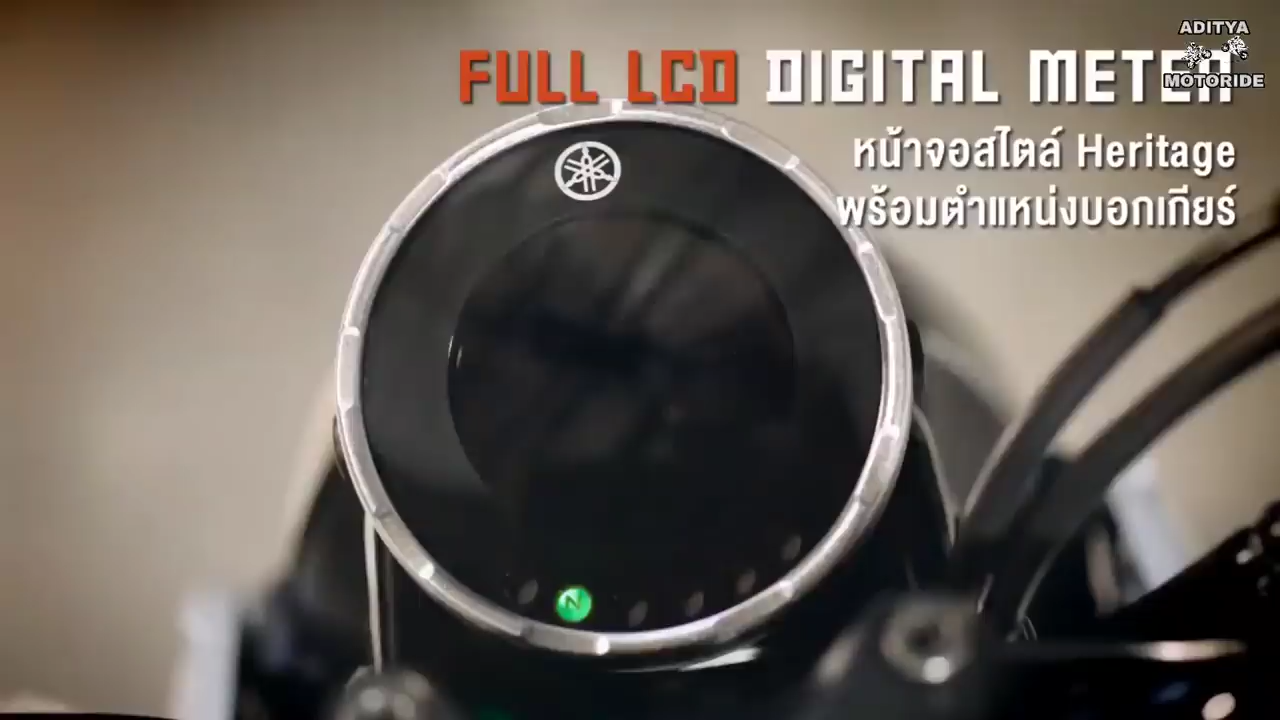 ADITYA
MOTORIDE
FULL LCD DIGITAL METER
หน้าจอสไตล์ Heritage
พร้อมตำแหน่งบอกเกียร์
N